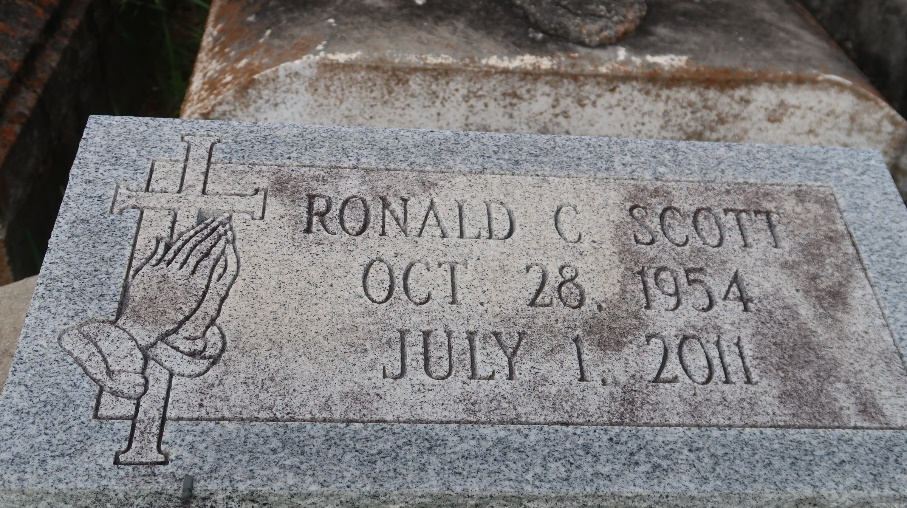 RONALD C. SCOTT
OCT. 28, 1954
JULY 1, 2011